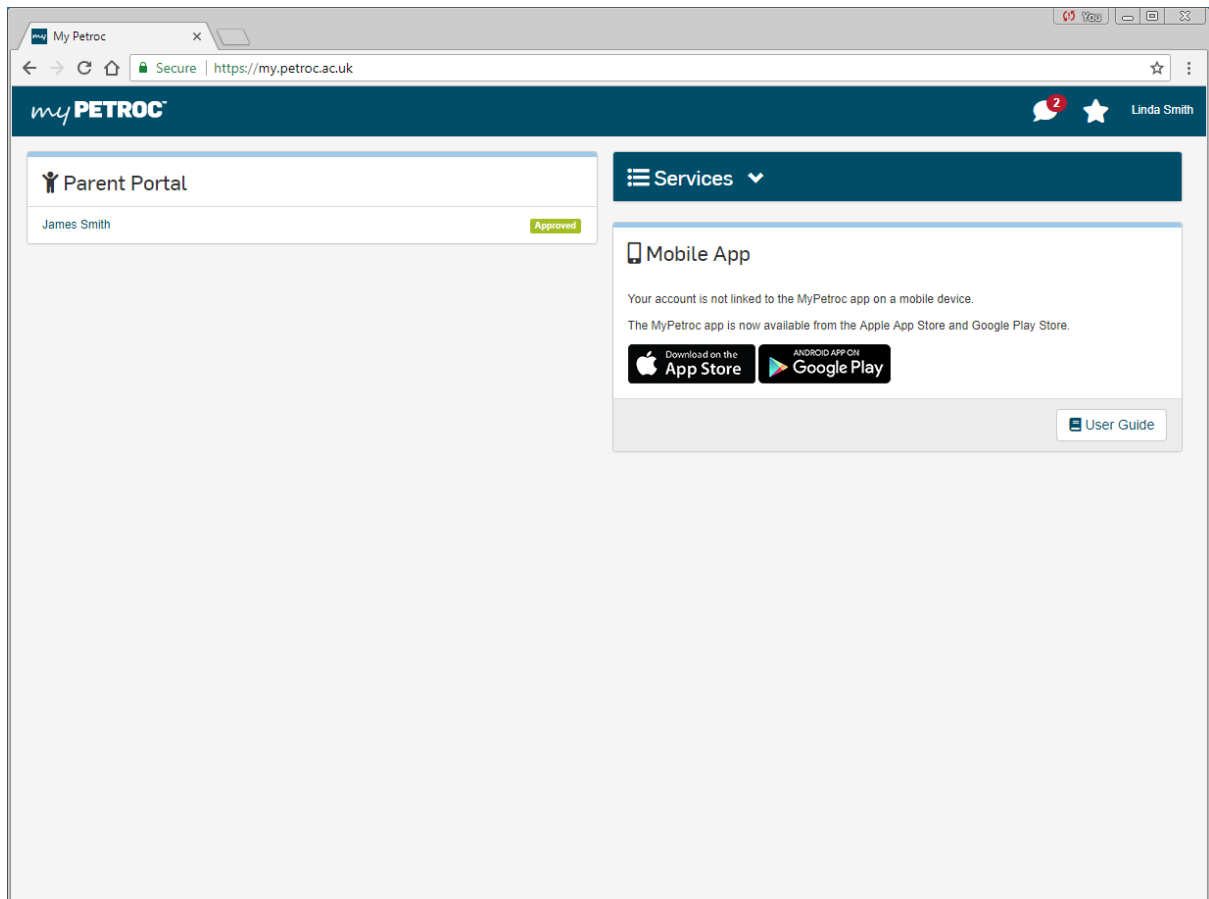 You
My Petroc
Secure https://my.petroc.ac.uk
my PETROC™
2
Linda Smith
Parent Portal
James Smith Approved
Services
Mobile App
Your account is not linked to the MyPetroc app on a mobile device.
The MyPetroc app is now available from the Apple App Store and Google Play Store.
Download on the
App Store
ANDROID APP ON
Google Play
User Guide